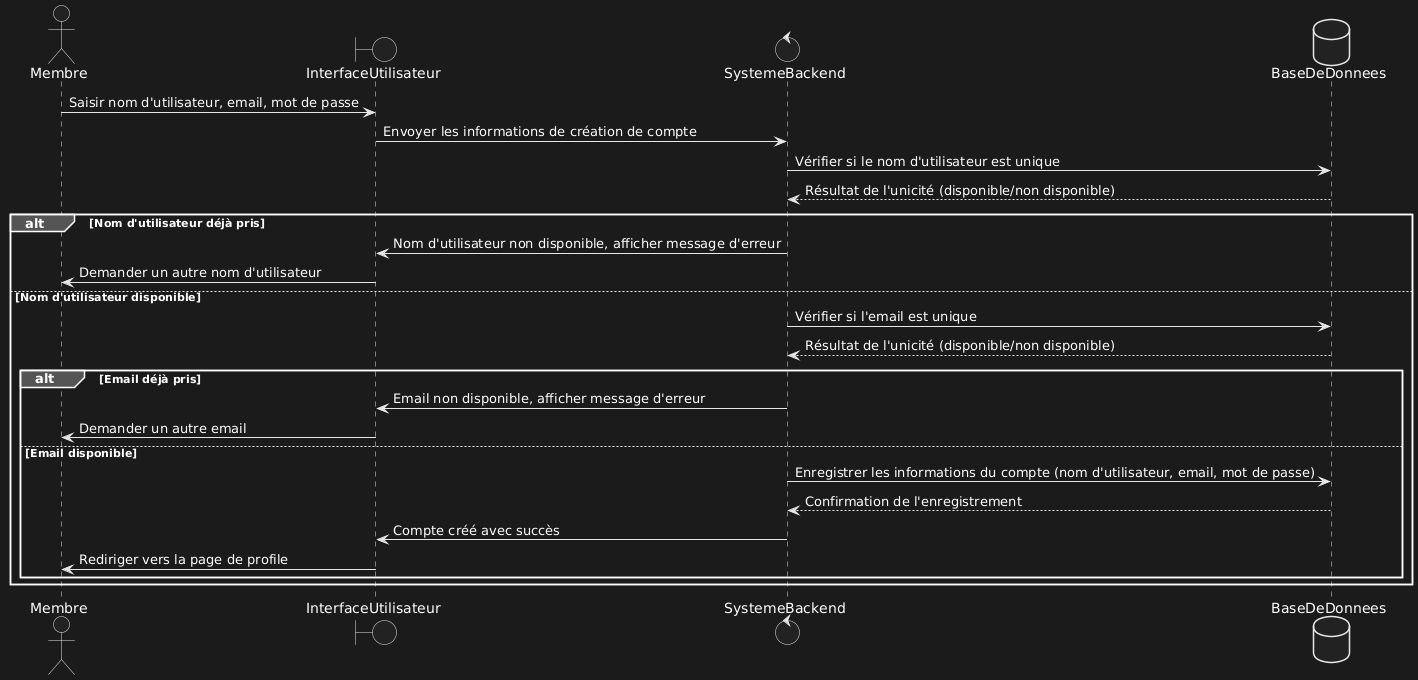 Membre
InterfaceUtilisateur
SystemeBackend
BaseDeDonnees
Saisir nom d'utilisateur, email, mot de passe
Envoyer les informations de création de compte
Vérifier si le nom d'utilisateur est unique
Résultat de l'unicité (disponible/non disponible)
alt [Nom d'utilisateur déjà pris]
Nom d'utilisateur non disponible, afficher message d'erreur
Demander un autre nom d'utilisateur
[Nom d'utilisateur disponible]
Vérifier si l'email est unique
Résultat de l'unicité (disponible/non disponible)
alt [Email déjà pris]
Email non disponible, afficher message d'erreur
Demander un autre email
[Email disponible]
Enregistrer les informations du compte (nom d'utilisateur, email, mot de passe)
Confirmation de l'enregistrement
Compte créé avec succès
Rediriger vers la page de profile
Membre
InterfaceUtilisateur
SystemeBackend
BaseDeDonnees